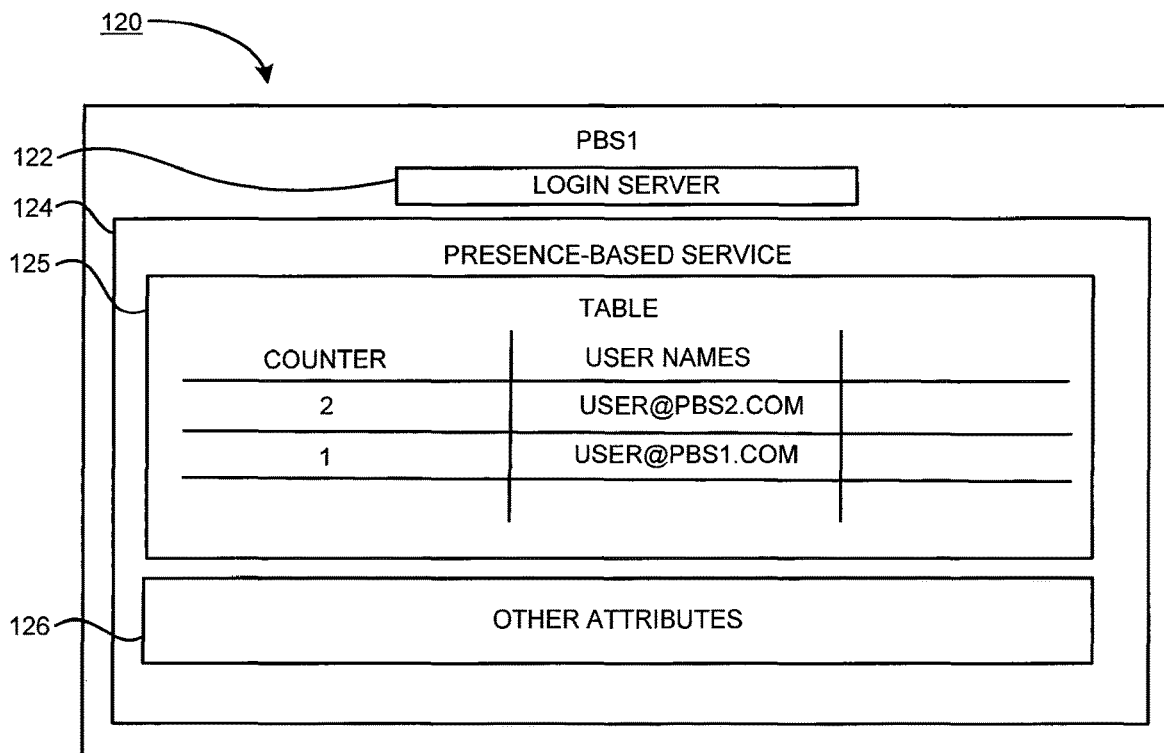 120
PBS1
122
LOGIN SERVER
124
PRESENCE-BASED SERVICE
125
TABLE
COUNTER USER NAMES
2 USER@PBS2.COM
1 USER@PBS1.COM
126
OTHER ATTRIBUTES